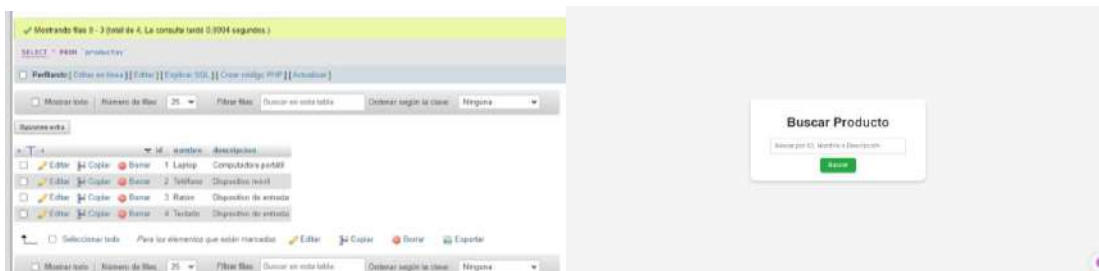 Mostrando filas 0 - 3 (total de 4, La consulta tardó 0,0004 segundos.)
SELECT * FROM `productos`
Perfilando [ Editar en línea ] [ Editar ] [ Explicar SQL ] [ Crear código PHP ] [ Actualizar ]
Mostrar todo Número de filas: 25 Filtrar filas: Buscar en esta tabla Ordenar según la clave: Ninguna
Opciones extra
id nombre descripcion
Editar Copiar Borrar 1 Laptop Computadora portátil
Editar Copiar Borrar 2 Teléfono Dispositivo móvil
Editar Copiar Borrar 3 Ratón Dispositivo de entrada
Editar Copiar Borrar 4 Teclado Dispositivo de entrada
Seleccionar todo Para los elementos que están marcados: Editar Copiar Borrar Exportar
Mostrar todo Número de filas: 25 Filtrar filas: Buscar en esta tabla Ordenar según la clave: Ninguna
Buscar Producto
Buscar por ID, Nombre o Descripción
Buscar